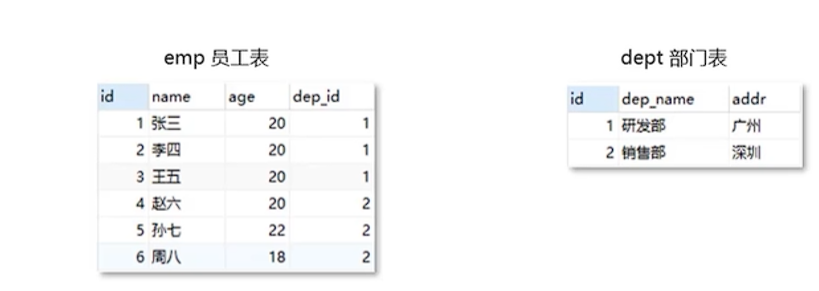 emp 员工表
id name age dep_id
1 张三 20 1
2 李四 20 1
3 王五 20 1
4 赵六 20 2
5 孙七 22 2
6 周八 18 2
dept 部门表
id dep_name addr
1 研发部 广州
2 销售部 深圳